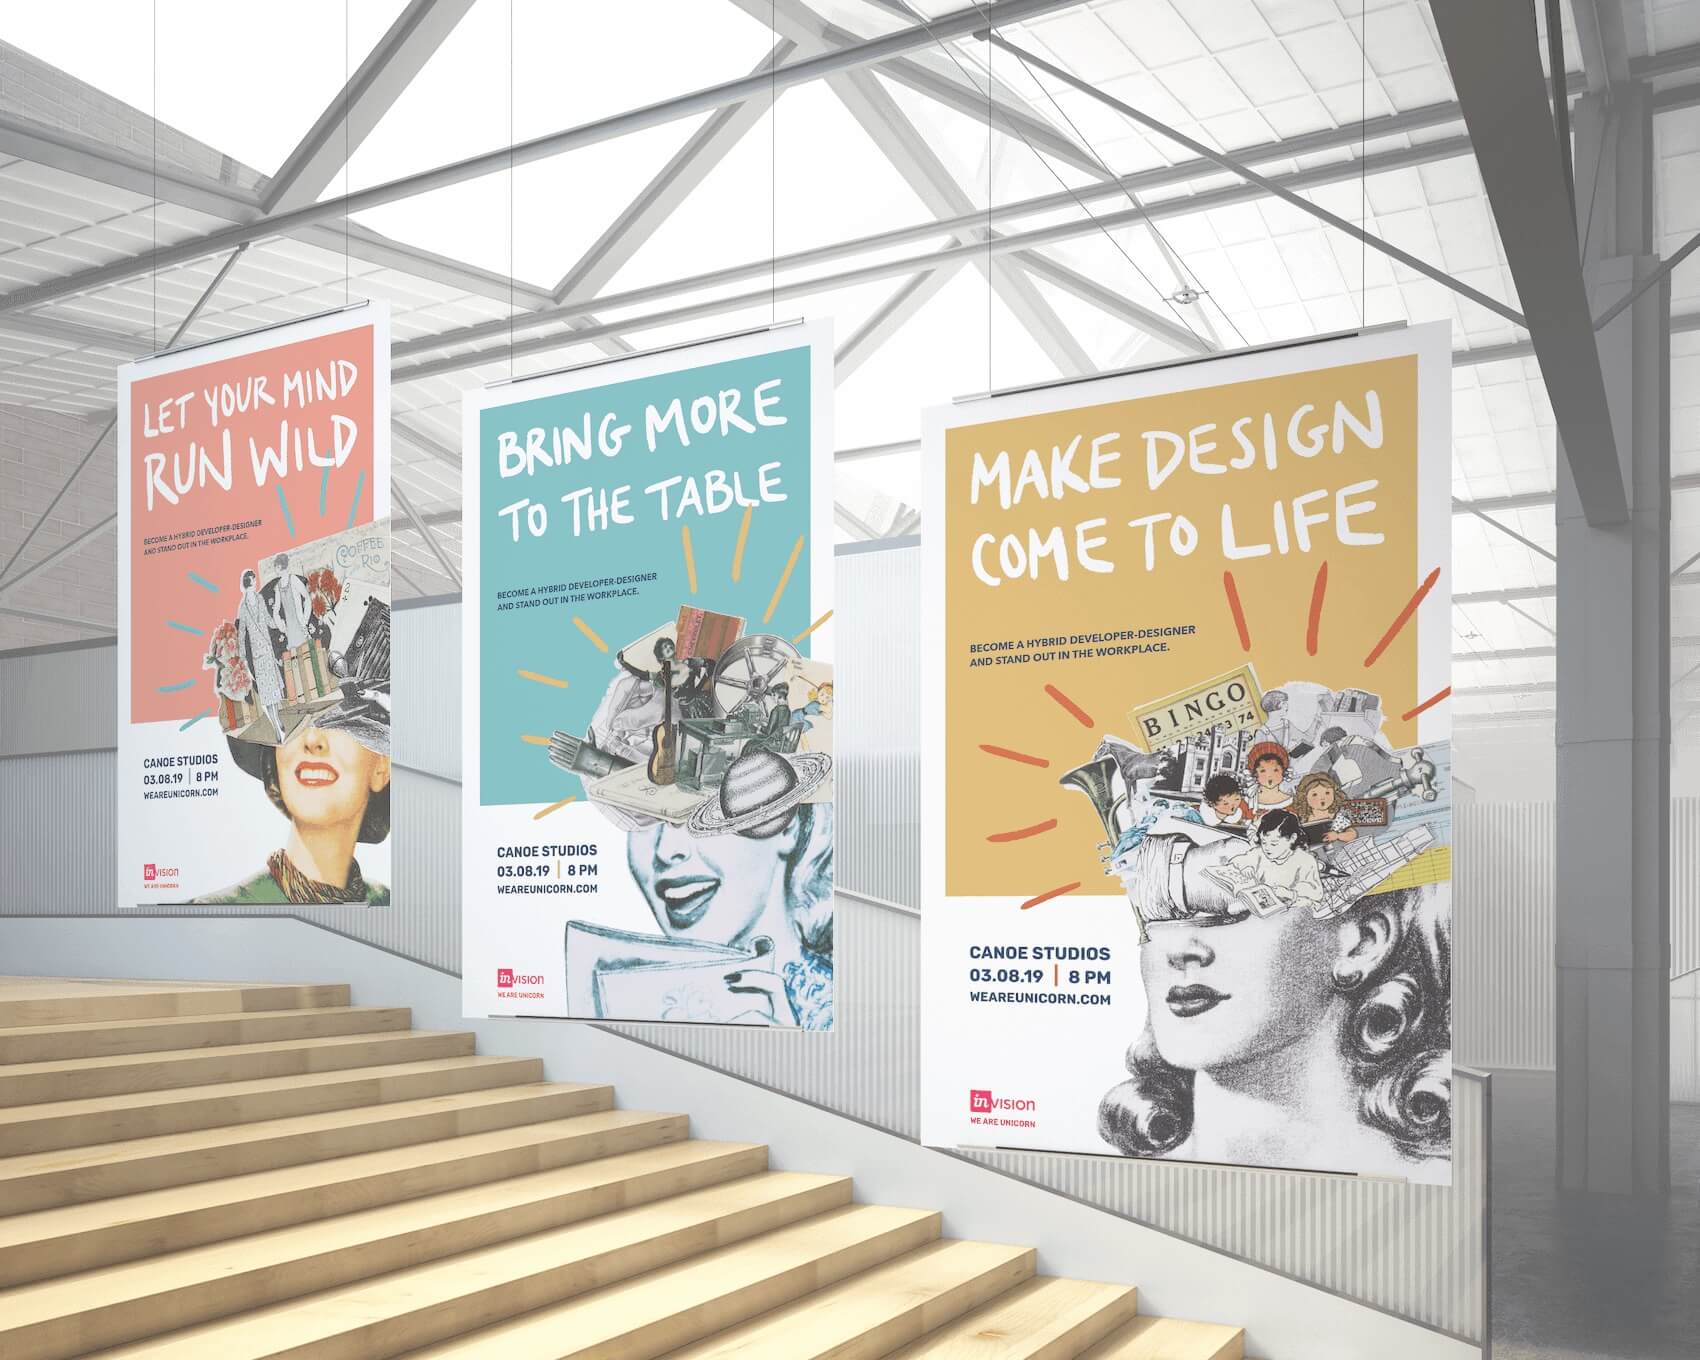 LET YOUR MIND
RUN WILD
BECOME A HYBRID DEVELOPER-DESIGNER
AND STAND OUT IN THE WORKPLACE.
COFFEE
RIO
CANOE STUDIOS
03.08.19 | 8 PM
WEAREUNICORN.COM
inVISION
WE ARE UNICORN
BRING MORE
TO THE TABLE
BECOME A HYBRID DEVELOPER-DESIGNER
AND STAND OUT IN THE WORKPLACE.
CANOE STUDIOS
03.08.19 | 8 PM
WEAREUNICORN.COM
inVISION
WE ARE UNICORN
MAKE DESIGN
COME TO LIFE
BECOME A HYBRID DEVELOPER-DESIGNER
AND STAND OUT IN THE WORKPLACE.
BINGO
CANOE STUDIOS
03.08.19 | 8 PM
WEAREUNICORN.COM
inVISION
WE ARE UNICORN